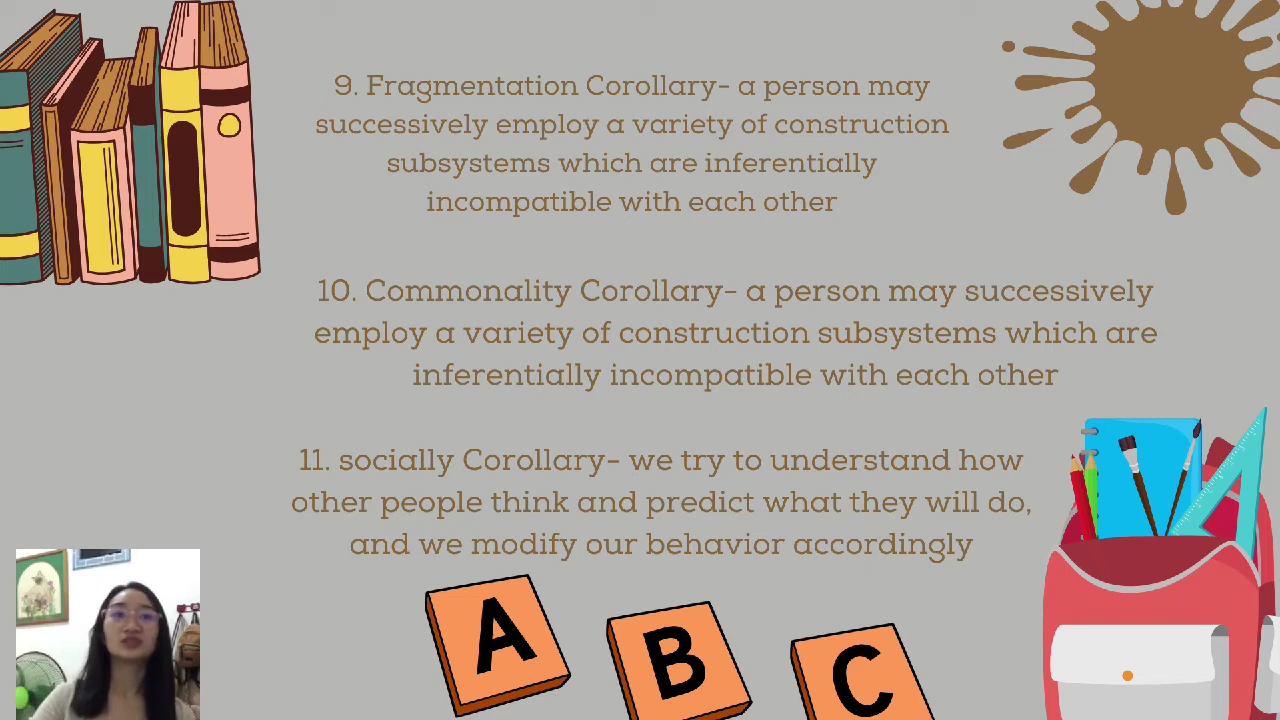 9. Fragmentation Corollary- a person may
successively employ a variety of construction
subsystems which are inferentially
incompatible with each other
10. Commonality Corollary- a person may successively
employ a variety of construction subsystems which are
inferentially incompatible with each other
11. socially Corollary- we try to understand how
other people think and predict what they will do,
and we modify our behavior accordingly
A
B
C